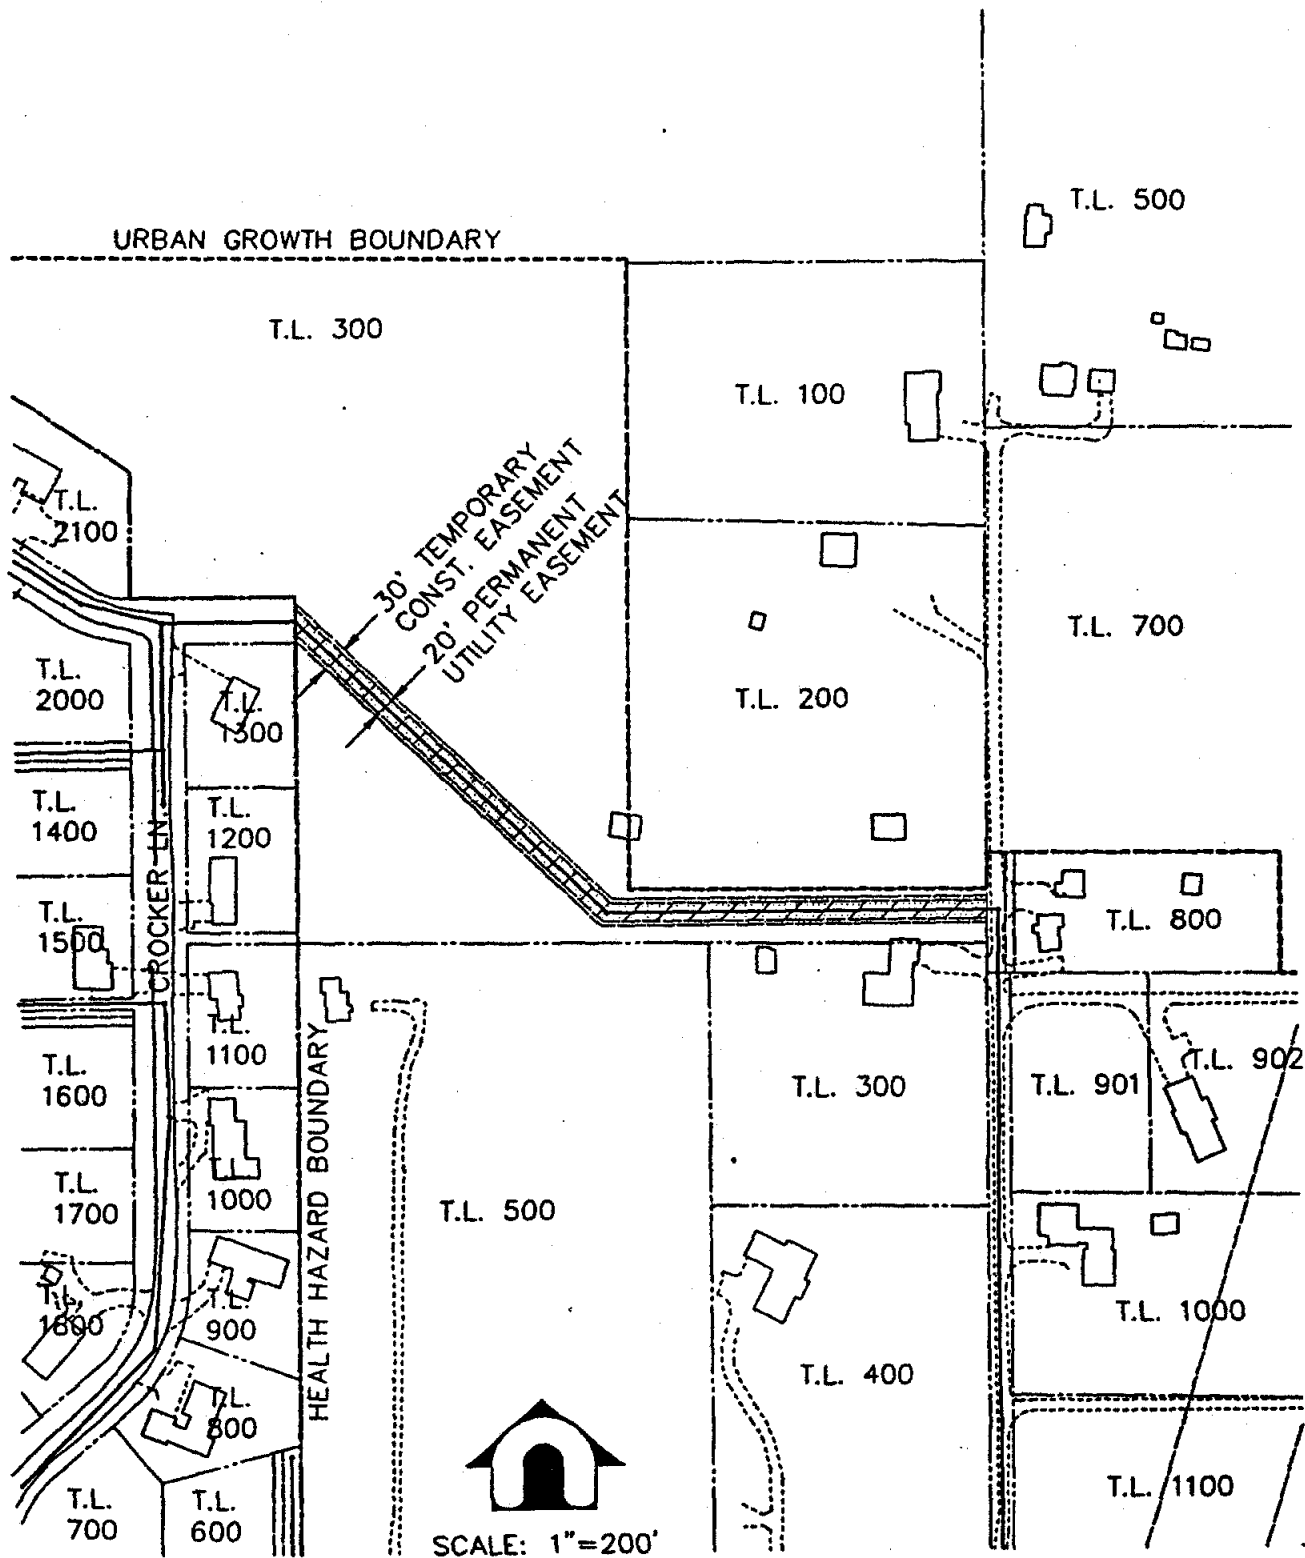 T.L. 500
URBAN GROWTH BOUNDARY
T.L. 300
T.L. 100
30' TEMPORARY
CONST. EASEMENT
20' PERMANENT
UTILITY EASEMENT
T.L.
2100
T.L. 700
T.L.
2000
T.L.
1300
T.L. 200
T.L.
1400
T.L.
1200
CROCKER LN.
T.L.
1500
T.L. 800
T.L.
1100
T.L.
1600
HEALTH HAZARD BOUNDARY
T.L. 300
T.L. 901
T.L. 902
T.L.
1700
T.L.
1000
T.L. 500
T.L.
1800
T.L.
900
T.L. 1000
T.L. 400
T.L.
800
T.L.
700
T.L.
600
T.L. 1100
SCALE: 1"=200'